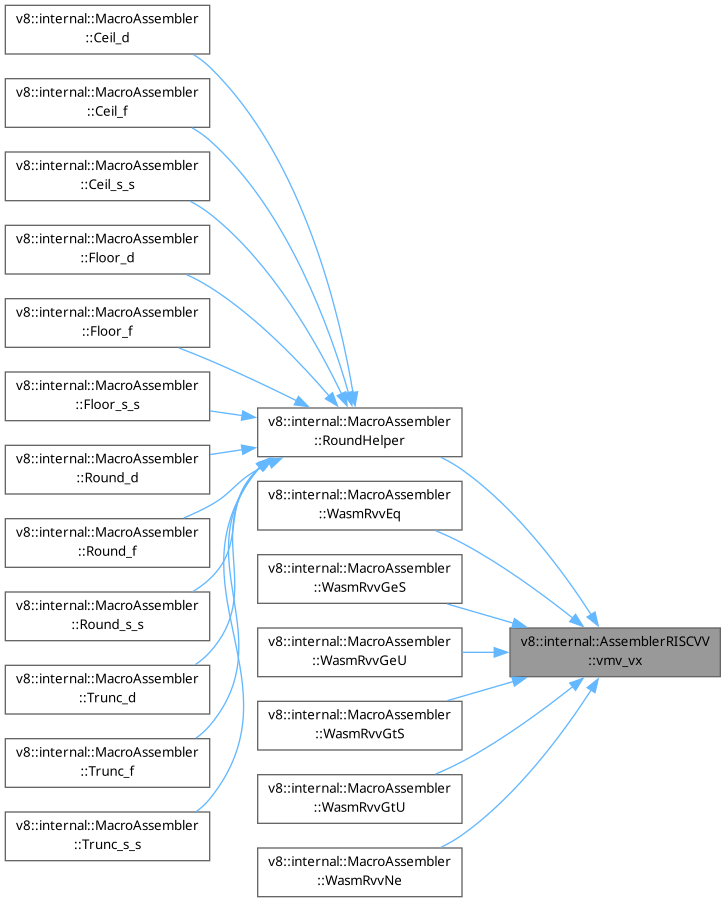 v8::internal::MacroAssembler
::Ceil_d
v8::internal::MacroAssembler
::Ceil_f
v8::internal::MacroAssembler
::Ceil_s_s
v8::internal::MacroAssembler
::Floor_d
v8::internal::MacroAssembler
::Floor_f
v8::internal::MacroAssembler
::Floor_s_s
v8::internal::MacroAssembler
::Round_d
v8::internal::MacroAssembler
::Round_f
v8::internal::MacroAssembler
::Round_s_s
v8::internal::MacroAssembler
::Trunc_d
v8::internal::MacroAssembler
::Trunc_f
v8::internal::MacroAssembler
::Trunc_s_s
v8::internal::MacroAssembler
::RoundHelper
v8::internal::MacroAssembler
::WasmRvvEq
v8::internal::MacroAssembler
::WasmRvvGeS
v8::internal::MacroAssembler
::WasmRvvGeU
v8::internal::MacroAssembler
::WasmRvvGtS
v8::internal::MacroAssembler
::WasmRvvGtU
v8::internal::MacroAssembler
::WasmRvvNe
v8::internal::AssemblerRISCVV
::vmv_vx